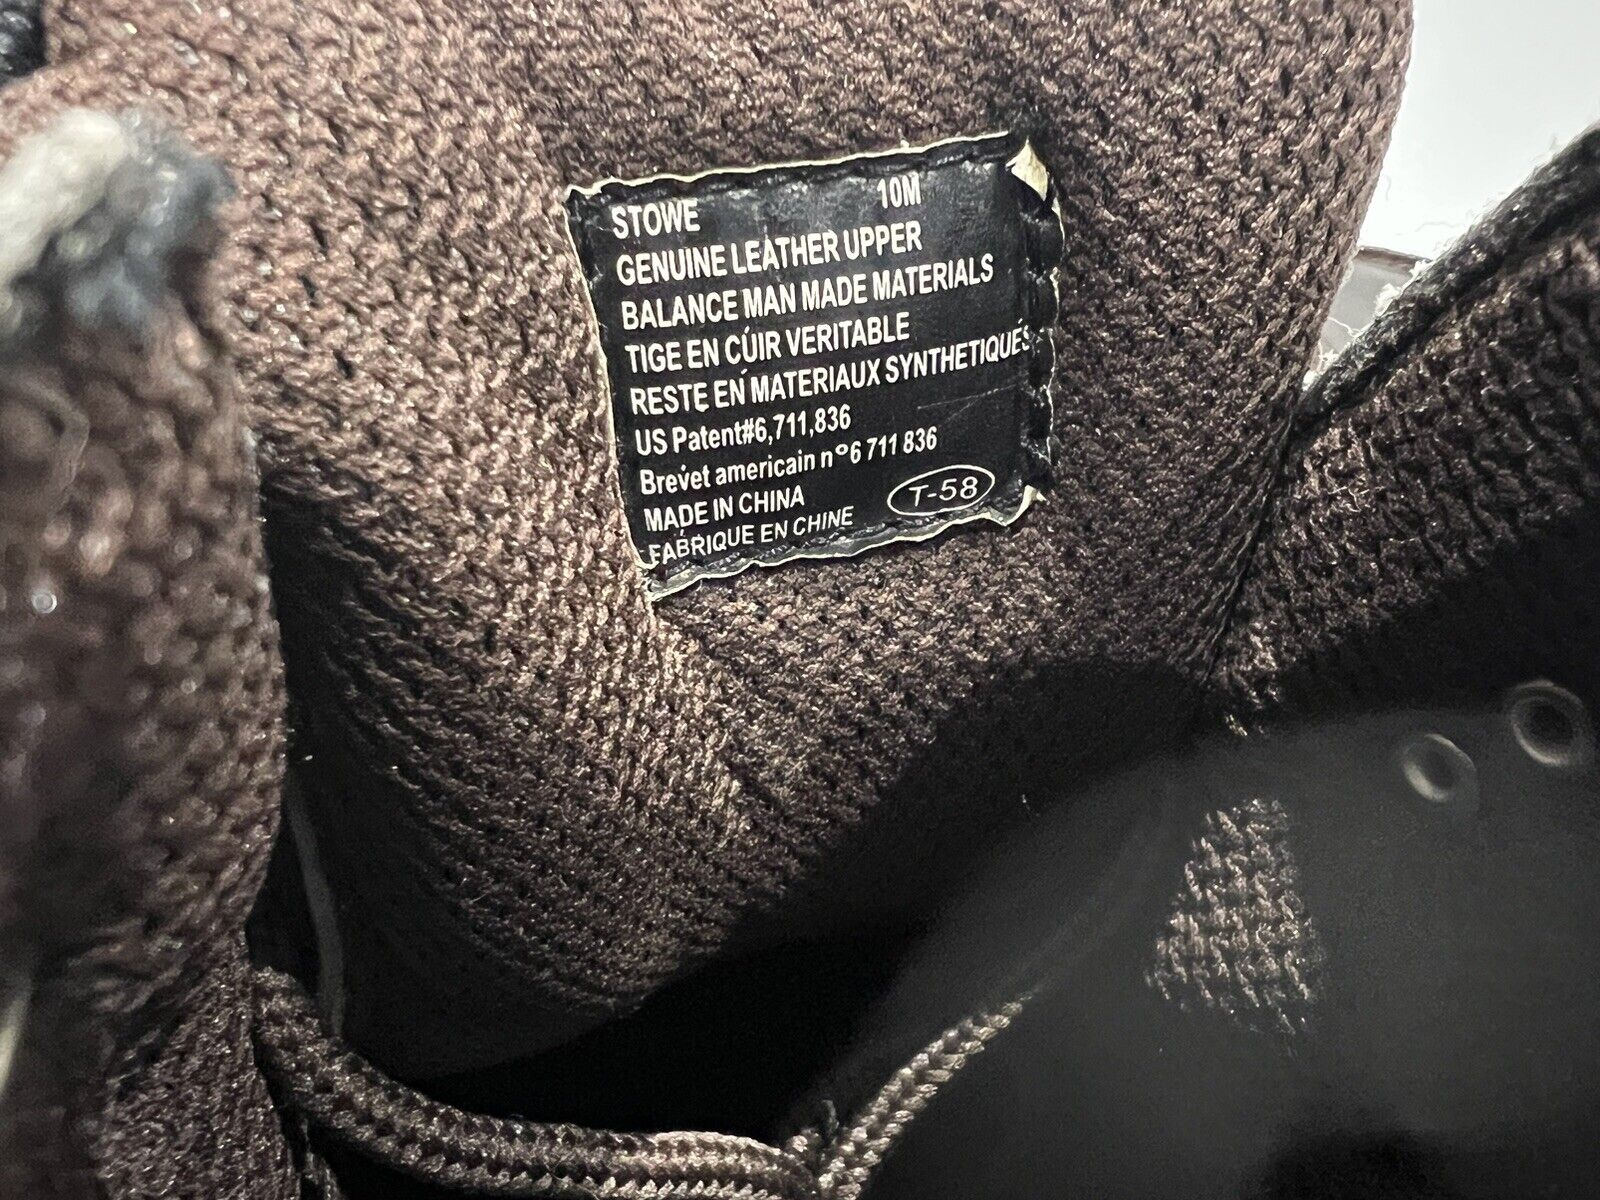 STOWE 10M
GENUINE LEATHER UPPER
BALANCE MAN MADE MATERIALS
TIGE EN CÚIR VERITABLE
RESTE EN MATERIAUX SYNTHETIQUÉS
US Patent#6,711,836
Brevet americain n°6 711 836
MADE IN CHINA T-58
FABRIQUE EN CHINE